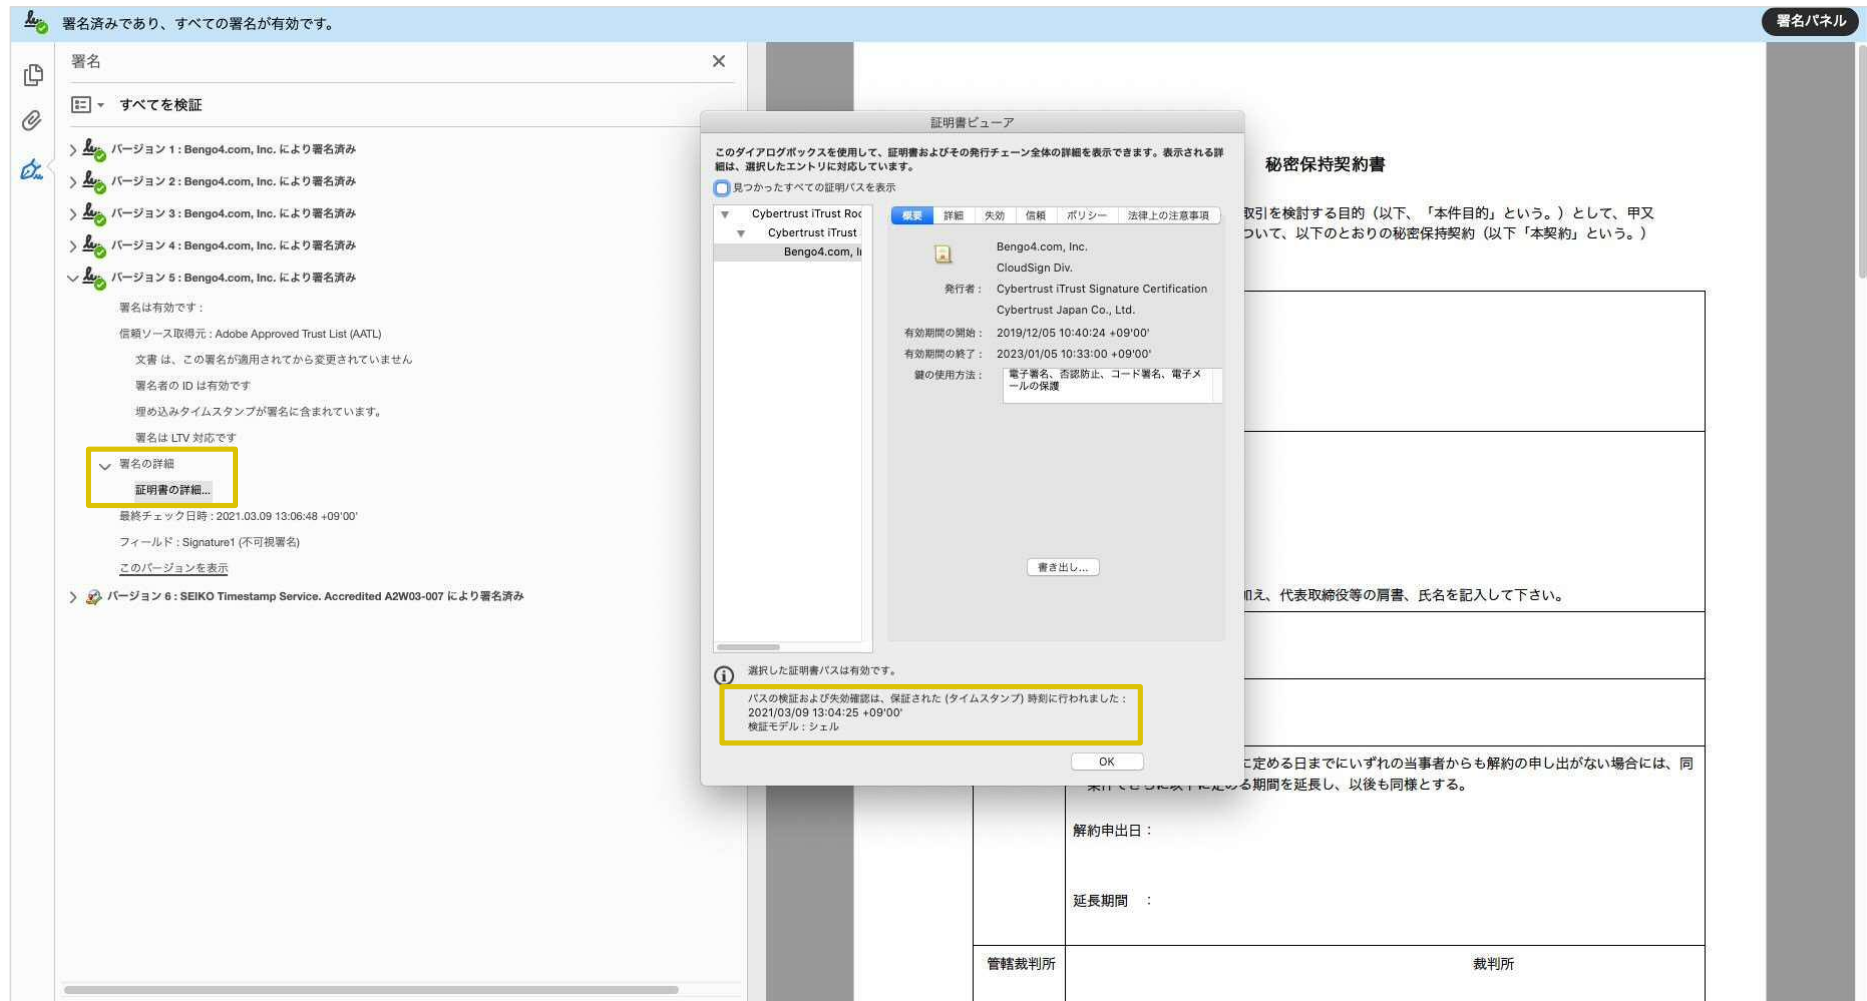 署名済みであり、すべての署名が有効です。
署名パネル
署名
すべてを検証
バージョン 1 : Bengo4.com, Inc. により署名済み
バージョン 2 : Bengo4.com, Inc. により署名済み
バージョン 3 : Bengo4.com, Inc. により署名済み
バージョン 4 : Bengo4.com, Inc. により署名済み
バージョン 5 : Bengo4.com, Inc. により署名済み
署名は有効です :
信頼ソース取得元 : Adobe Approved Trust List (AATL)
文書 は、この署名が適用されてから変更されていません
署名者の ID は有効です
埋め込みタイムスタンプが署名に含まれています。
署名は LTV 対応です
署名の詳細
証明書の詳細...
最終チェック日時 : 2021.03.09 13:06:48 +09'00'
フィールド : Signature1 (不可視署名)
このバージョンを表示
バージョン 6 : SEIKO Timestamp Service. Accredited A2W03-007 により署名済み
証明書ビューア
このダイアログボックスを使用して、証明書およびその発行チェーン全体の詳細を表示できます。表示される詳
細は、選択したエントリに対応しています。
見つかったすべての証明パスを表示
Cybertrust iTrust Roo
Cybertrust iTrust
Bengo4.com, I
概要 詳細 失効 信頼 ポリシー 法律上の注意事項
Bengo4.com, Inc.
CloudSign Div.
発行者 : Cybertrust iTrust Signature Certification
Cybertrust Japan Co., Ltd.
有効期間の開始 : 2019/12/05 10:40:24 +09'00'
有効期間の終了 : 2023/01/05 10:33:00 +09'00'
鍵の使用方法 : 電子署名、否認防止、コード署名、電子メ
ールの保護
書き出し...
選択した証明書パスは有効です。
パスの検証および失効確認は、保証された (タイムスタンプ) 時刻に行われました :
2021/03/09 13:04:25 +09'00'
検証モデル : シェル
OK
秘密保持契約書
取引を検討する目的（以下、「本件目的」という。）として、甲又
ついて、以下のとおりの秘密保持契約（以下「本契約」という。）
加え、代表取締役等の肩書、氏名を記入して下さい。
に定める日までにいずれの当事者からも解約の申し出がない場合には、同
る期間を延長し、以後も同様とする。
解約申出日：
延長期間 ：
管轄裁判所 裁判所